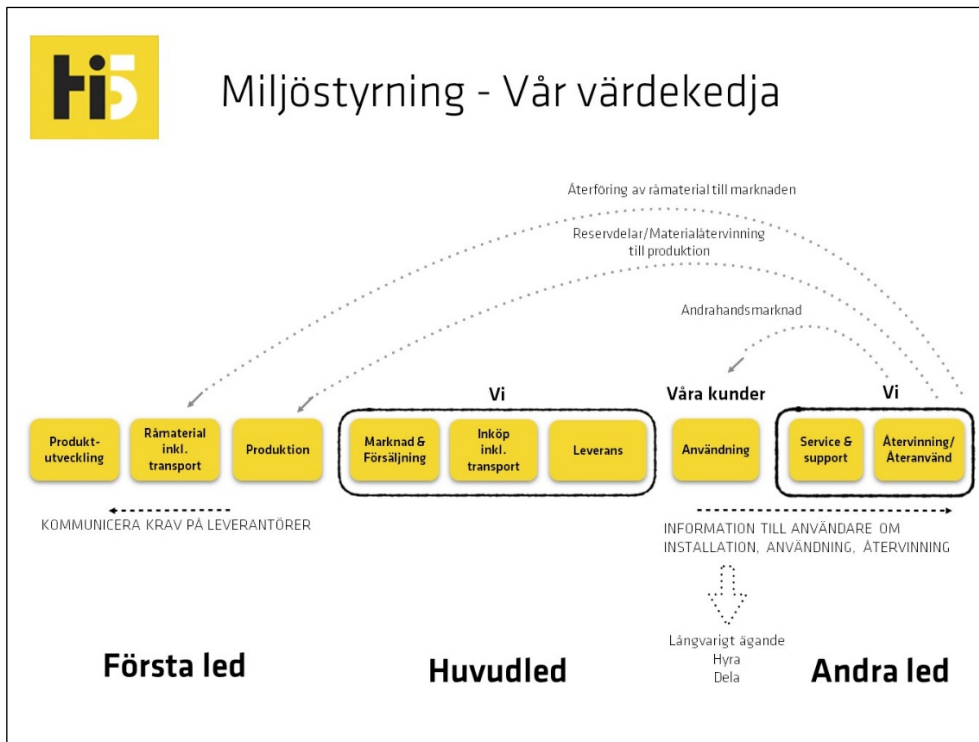 Hi5
Miljöstyrning - Vår värdekedja
Återföring av råmaterial till marknaden
Reservdelar/Materialåtervinning
till produktion
Andrahandsmarknad
Vi
Våra kunder
Vi
Produkt-
utveckling
Råmaterial
inkl.
transport
Produktion
Marknad &
Försäljning
Inköp
inkl.
transport
Leverans
Användning
Service &
support
Återvinning/
Återanvänd
KOMMUNICERA KRAV PÅ LEVERANTÖRER
INFORMATION TILL ANVÄNDARE OM
INSTALLATION, ANVÄNDNING, ÅTERVINNING
Långvarigt ägande
Hyra
Dela
Första led
Huvudled
Andra led